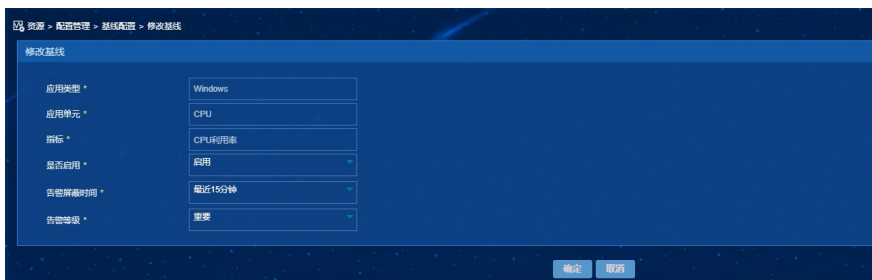 资源 > 配置管理 > 基线配置 > 修改基线
修改基线
应用类型 * Windows
应用单元 * CPU
指标 * CPU利用率
是否启用 * 启用
告警屏蔽时间 * 最近15分钟
告警等级 * 重要
确定 取消